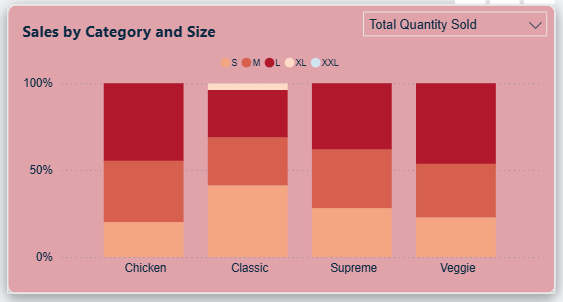 Sales by Category and Size
Total Quantity Sold
S M L XL XXL
100%
50%
0%
Chicken Classic Supreme Veggie